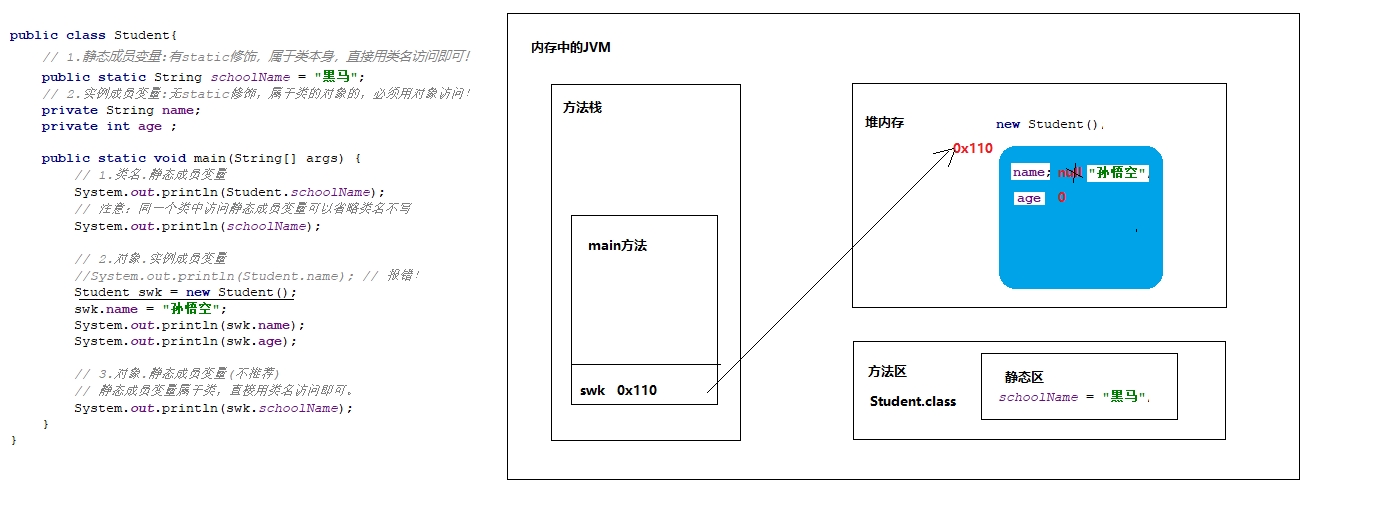 public class Student{
// 1.静态成员变量:有static修饰，属于类本身，直接用类名访问即可!
public static String schoolName = "黑马";
// 2.实例成员变量:无static修饰，属于类的对象的，必须用对象访问!
private String name;
private int age ;
public static void main(String[] args) {
// 1.类名.静态成员变量
System.out.println(Student.schoolName);
// 注意: 同一个类中访问静态成员变量可以省略类名不写
System.out.println(schoolName);
// 2.对象.实例成员变量
//System.out.println(Student.name); // 报错!
Student swk = new Student();
swk.name = "孙悟空";
System.out.println(swk.name);
System.out.println(swk.age);
// 3.对象.静态成员变量(不推荐)
// 静态成员变量属于类，直接用类名访问即可。
System.out.println(swk.schoolName);
}
}
内存中的JVM
方法栈
main方法
swk 0x110
堆内存
new Student()
0x110
name; null "孙悟空"
age 0
方法区
Student.class
静态区
schoolName = "黑马"